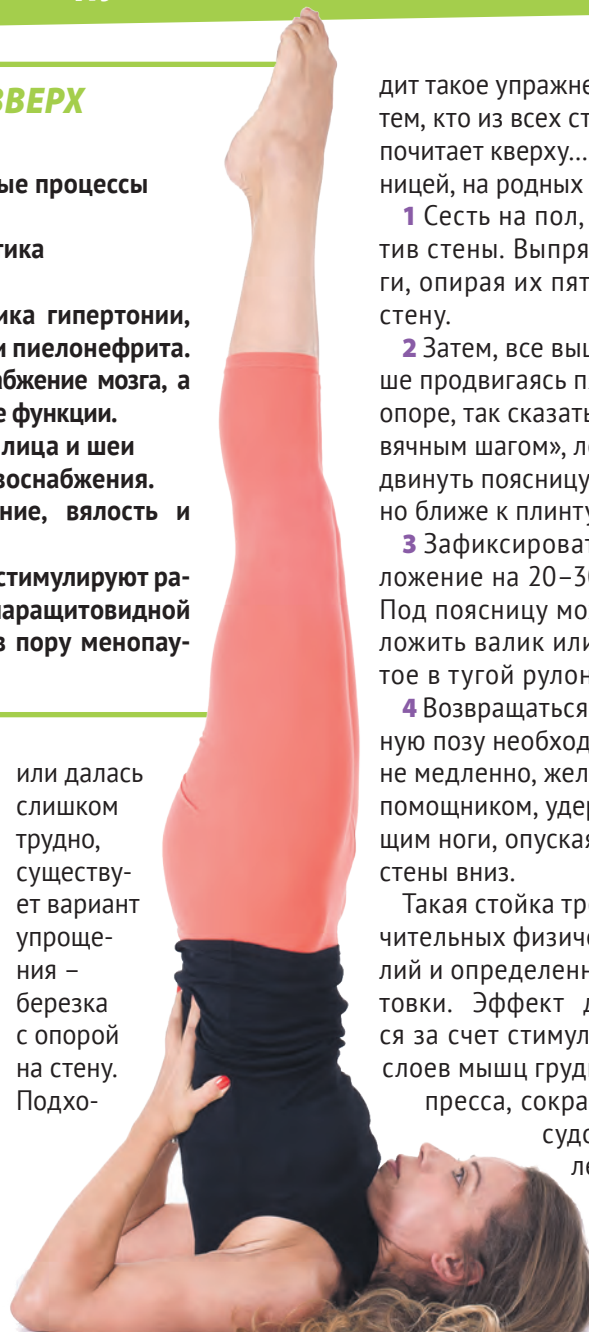 ВВЕРХ
ые процессы
тика
ика гипертонии,
и пиелонефрита.
абжение мозга, а
е функции.
лица и шеи
воснабжения.
ние, вялость и
стимулируют ра-
паращитовидной
в пору менопау-
или далась
слишком
трудно,
существу-
ет вариант
упроще-
ния –
березка
с опорой
на стену.
Подхо-
дит такое упражне
тем, кто из всех ст
почитает кверху...
ницей, на родных
1 Сесть на пол,
тив стены. Выпря
ги, опирая их пят
стену.
2 Затем, все выш
ше продвигаясь п
опоре, так сказать
вячным шагом», л
двинуть поясницу
но ближе к плинту
3 Зафиксироват
ложение на 20–30
Под поясницу мо
ложить валик или
тое в тугой рулон
4 Возвращаться
ную позу необход
не медленно, жел
помощником, удер
щим ноги, опуская
стены вниз.
Такая стойка тре
чительных физиче
лий и определенн
товки. Эффект д
ся за счет стимул
слоев мышц груди
пресса, сокра
судо
ле